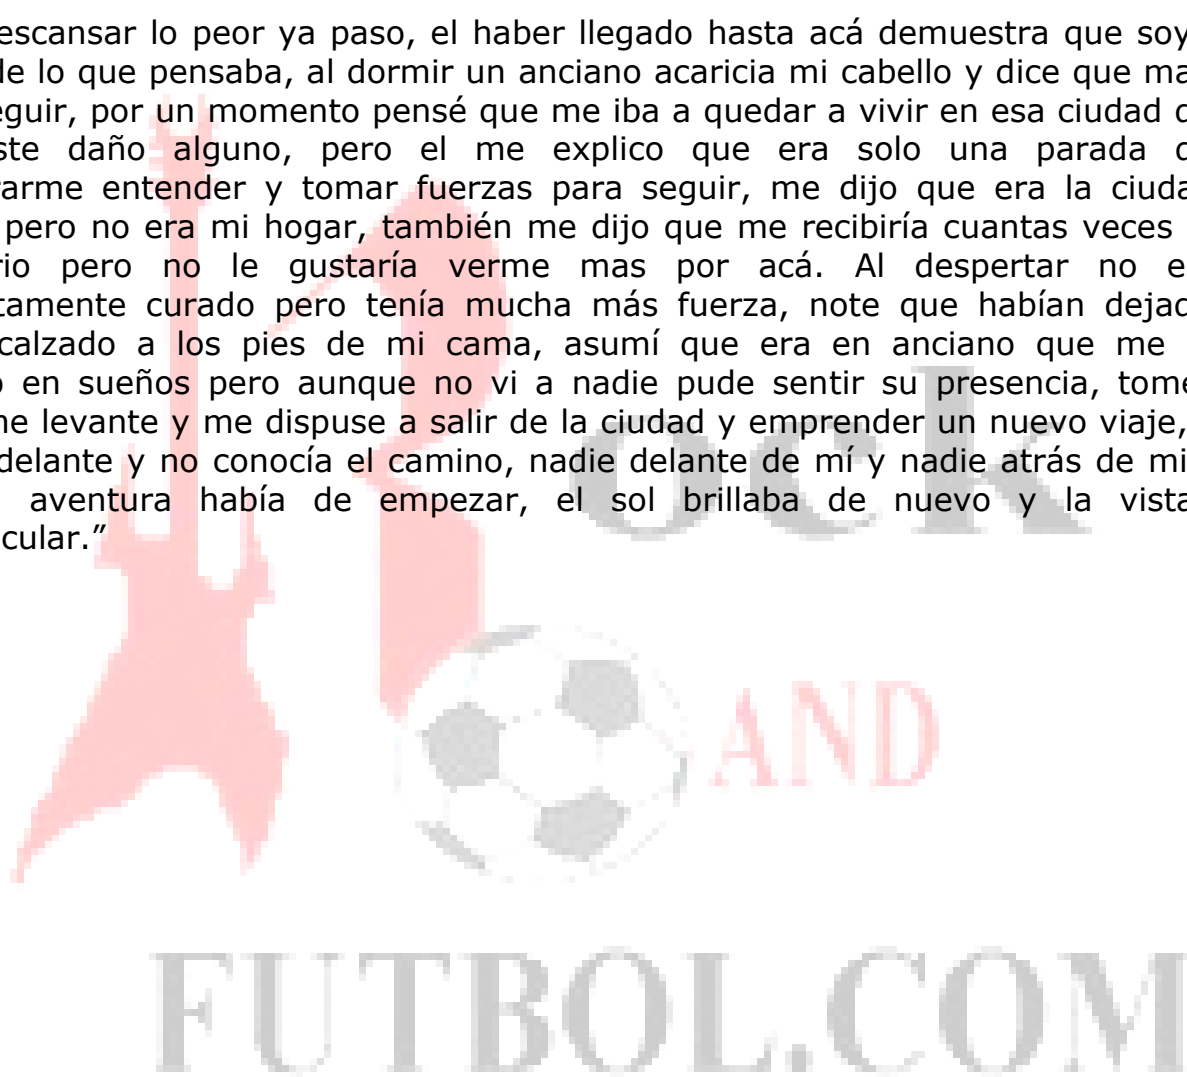 escansar lo peor ya paso, el haber llegado hasta acá demuestra que soy
de lo que pensaba, al dormir un anciano acaricia mi cabello y dice que ma
eguir, por un momento pensé que me iba a quedar a vivir en esa ciudad
ste daño alguno, pero el me explico que era solo una parada
rarme entender y tomar fuerzas para seguir, me dijo que era la ciuda
pero no era mi hogar, también me dijo que me recibiría cuantas veces
rio pero no le gustaría verme mas por acá. Al despertar no e
tamente curado pero tenía mucha más fuerza, note que habían dejad
calzado a los pies de mi cama, asumí que era en anciano que me
o en sueños pero aunque no vi a nadie pude sentir su presencia, tome
me levante y me dispuse a salir de la ciudad y emprender un nuevo viaje,
delante y no conocía el camino, nadie delante de mí y nadie atrás de mi
aventura había de empezar, el sol brillaba de nuevo y la vista
cular.”
Rock
AND
FUTBOL.COM